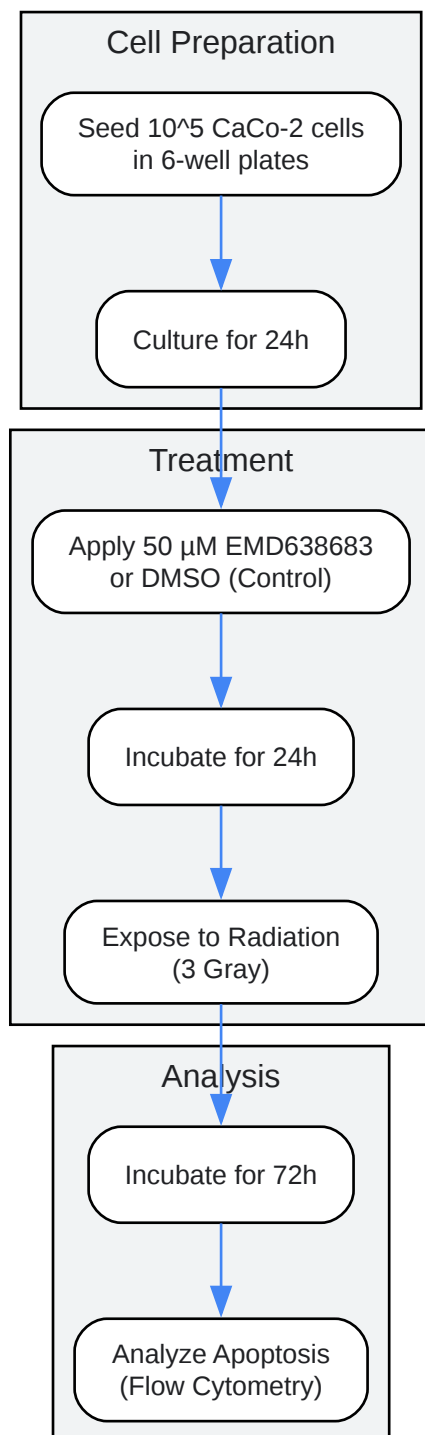 Cell Preparation
Seed 10^5 CaCo-2 cells
in 6-well plates
Culture for 24h
Treatment
Apply 50 µM EMD638683
or DMSO (Control)
Incubate for 24h
Expose to Radiation
(3 Gray)
Analysis
Incubate for 72h
Analyze Apoptosis
(Flow Cytometry)